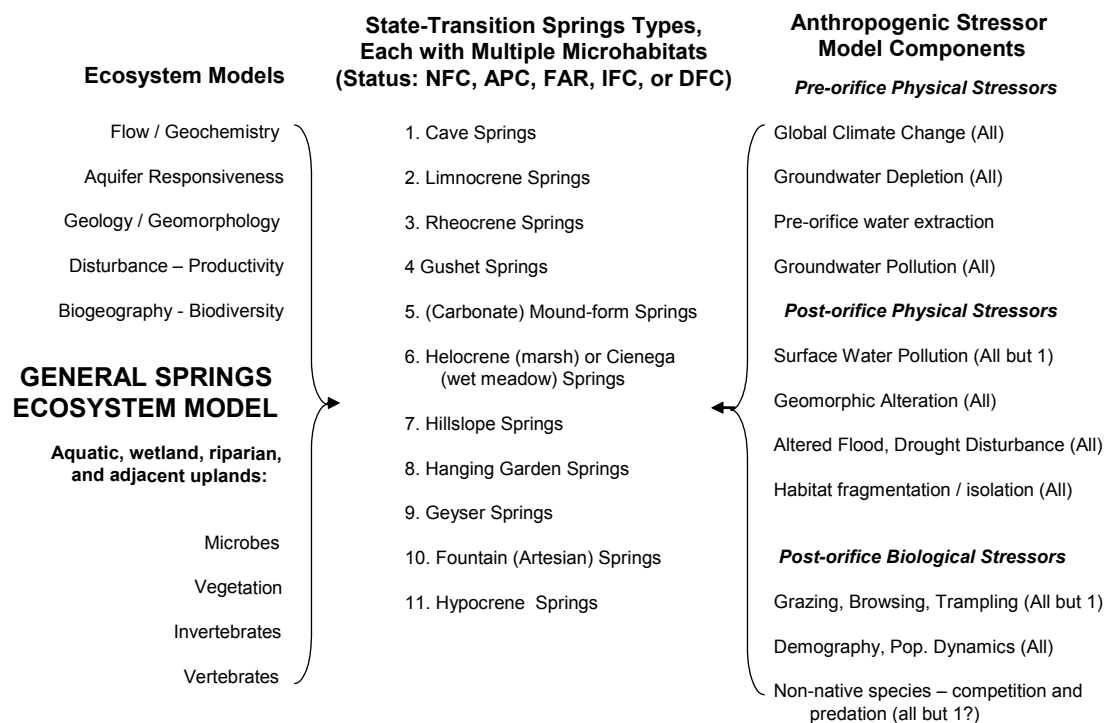 Ecosystem Models
Flow / Geochemistry
Aquifer Responsiveness
Geology / Geomorphology
Disturbance – Productivity
Biogeography - Biodiversity
GENERAL SPRINGS
ECOSYSTEM MODEL
Aquatic, wetland, riparian,
and adjacent uplands:
Microbes
Vegetation
Invertebrates
Vertebrates
State-Transition Springs Types,
Each with Multiple Microhabitats
(Status: NFC, APC, FAR, IFC, or DFC)
1. Cave Springs
2. Limnocrene Springs
3. Rheocrene Springs
4 Gushet Springs
5. (Carbonate) Mound-form Springs
6. Helocrene (marsh) or Cienega
(wet meadow) Springs
7. Hillslope Springs
8. Hanging Garden Springs
9. Geyser Springs
10. Fountain (Artesian) Springs
11. Hypocrene Springs
Anthropogenic Stressor
Model Components
Pre-orifice Physical Stressors
Global Climate Change (All)
Groundwater Depletion (All)
Pre-orifice water extraction
Groundwater Pollution (All)
Post-orifice Physical Stressors
Surface Water Pollution (All but 1)
Geomorphic Alteration (All)
Altered Flood, Drought Disturbance (All)
Habitat fragmentation / isolation (All)
Post-orifice Biological Stressors
Grazing, Browsing, Trampling (All but 1)
Demography, Pop. Dynamics (All)
Non-native species – competition and
predation (all but 1?)